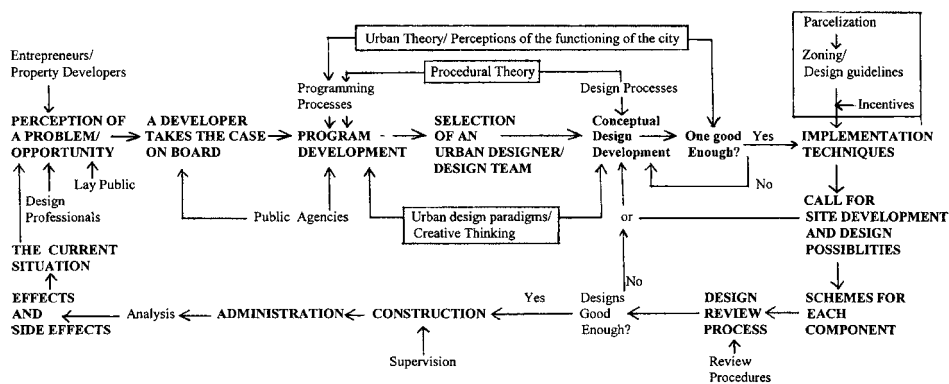 Urban Theory/ Perceptions of the functioning of the city
Parcelization
Zoning/
Design guidelines
Incentives
Entrepreneurs/
Property Developers
Procedural Theory
Programming
Processes
Design Processes
PERCEPTION OF
A PROBLEM/
OPPORTUNITY
A DEVELOPER
TAKES THE CASE
ON BOARD
PROGRAM
DEVELOPMENT
SELECTION
OF AN
URBAN DESIGNER/
DESIGN TEAM
Conceptual
Design
Development
One good
Enough?
Yes
No
IMPLEMENTATION
TECHNIQUES
Lay Public
Design
Professionals
Public Agencies
Urban design paradigms/
Creative Thinking
or
CALL FOR
SITE DEVELOPMENT
AND DESIGN
POSSIBLITIES
THE CURRENT
SITUATION
No
EFFECTS
AND
SIDE EFFECTS
Analysis
ADMINISTRATION
CONSTRUCTION
Yes
Designs
Good
Enough?
DESIGN
REVIEW
PROCESS
SCHEMES FOR
EACH
COMPONENT
Supervision
Review
Procedures